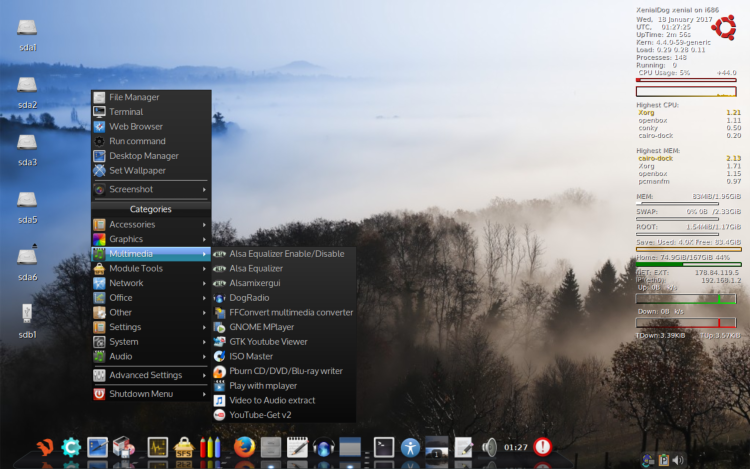 sda1
sda2
sda3
sda5
sda6
sdb1
File Manager
Terminal
Web Browser
Run command
Desktop Manager
Set Wallpaper
Screenshot
Categories
Accessories
Graphics
Multimedia
Module Tools
Network
Office
Other
Settings
System
Audio
Advanced Settings
Shutdown Menu
Alsa Equalizer Enable/Disable
Alsa Equalizer
Alsamixergui
DogRadio
FFConvert multimedia converter
GNOME MPlayer
GTK Youtube Viewer
ISO Master
Pburn CD/DVD/Blu-ray writer
Play with mplayer
Video to Audio extract
YouTube-Get v2
XenialDog xenial on i686
Wed, 18 January 2017
UTC, 01:27:25
UpTime: 2m 56s
Kern: 4.4.0-59-generic
Load: 0.29 0.28 0.11
Processes: 148
Running: 0
CPU Usage: 5% +44.0
Highest CPU:
Xorg 1.21
openbox 1.11
conky 0.50
cairo-dock 0.20
Highest MEM:
cairo-dock 2.13
Xorg 1.71
openbox 1.15
pcmanfm 0.97
MEM: 83MiB/1.96GiB
SWAP: 0% 0B /2.33GiB
ROOT: 1.54MiB/1.17GiB
Save: Used: 4.0K Free: 83.4GiB
Home: 74.9GiB/167GiB 44%
NET: EXT: 178.84.119.5
IP (eth0): 192.168.1.2
Up: 0B k/s
Down: 0B k/s
TDown: 3.39KiB TUp: 3.57KiB
SFS
1
01:27